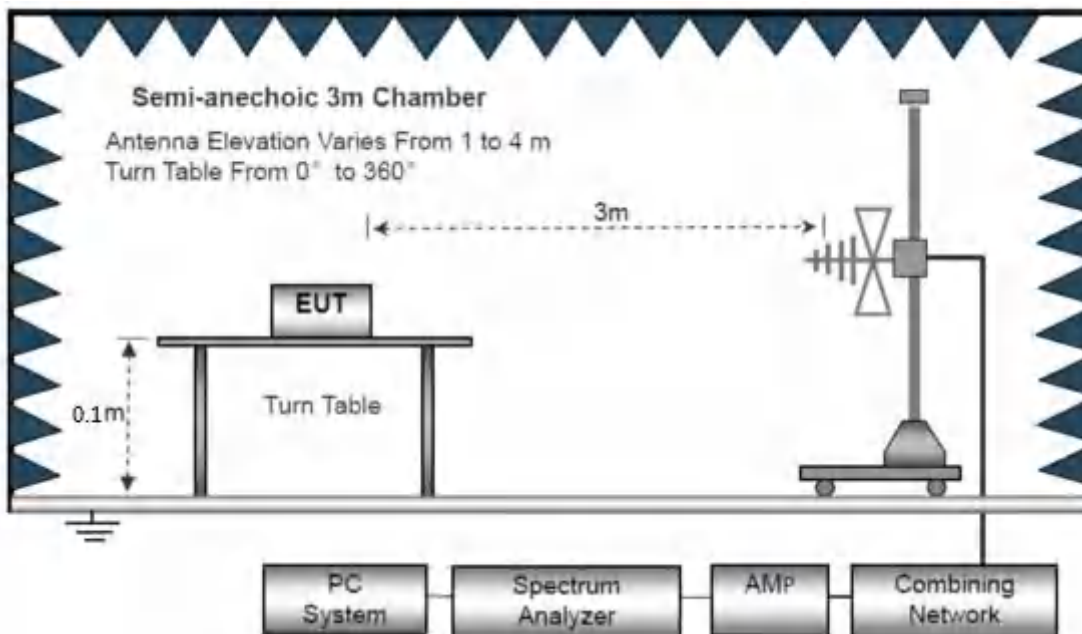 Semi-anechoic 3m Chamber
Antenna Elevation Varies From 1 to 4 m
Turn Table From 0° to 360°
3m
EUT
0.1m
Turn Table
PC
System
Spectrum
Analyzer
AMP
Combining
Network